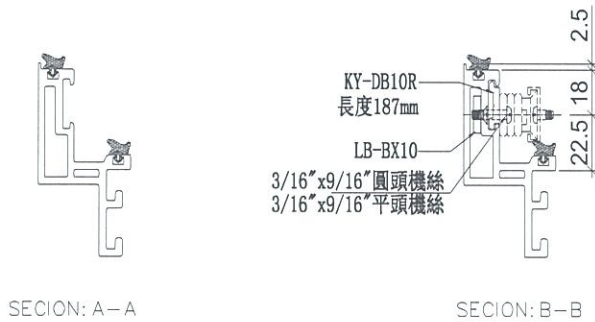 2.5
KY-DB10R
長度187mm
18
LB-BX10
22.5
3/16"x9/16"圓頭機絲
3/16"x9/16"平頭機絲
SECION: A-A
SECION: B-B